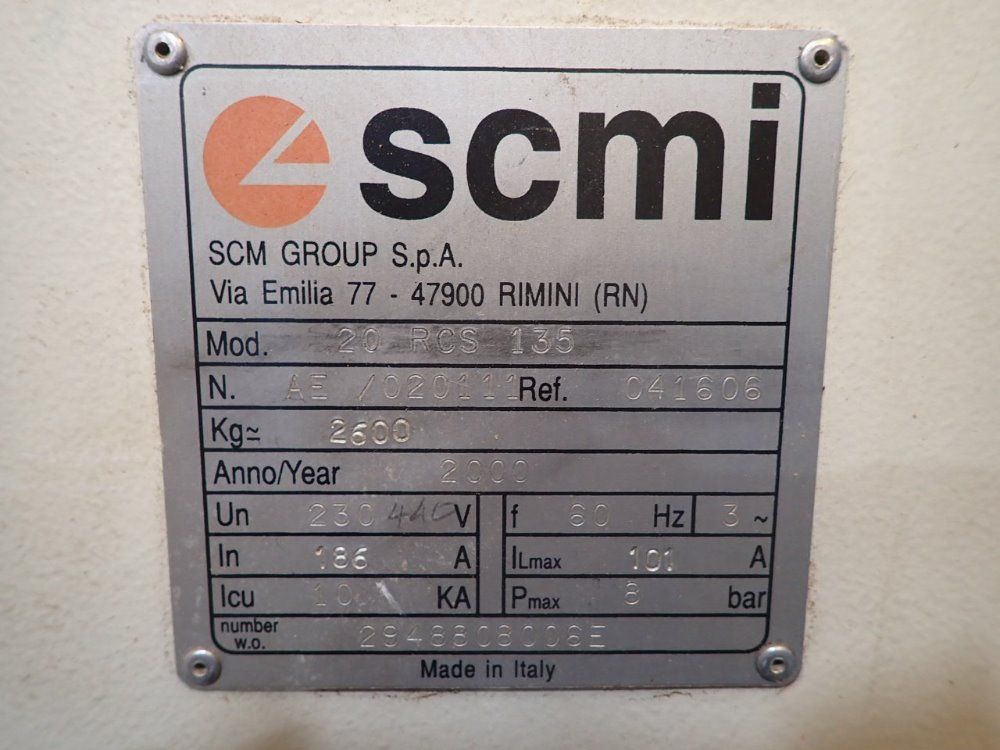 scmi
SCM GROUP S.p.A.
Via Emilia 77 - 47900 RIMINI (RN)
Mod. 20 RCS 135
N. AE /020111 Ref. 041606
Kg≃ 2600
Anno/Year 2000
Un 230 440 V f 60 Hz 3 ~
In 186 A ILmax 101 A
Icu 10 KA Pmax 8 bar
number
w.o. 2948808006E
Made in Italy